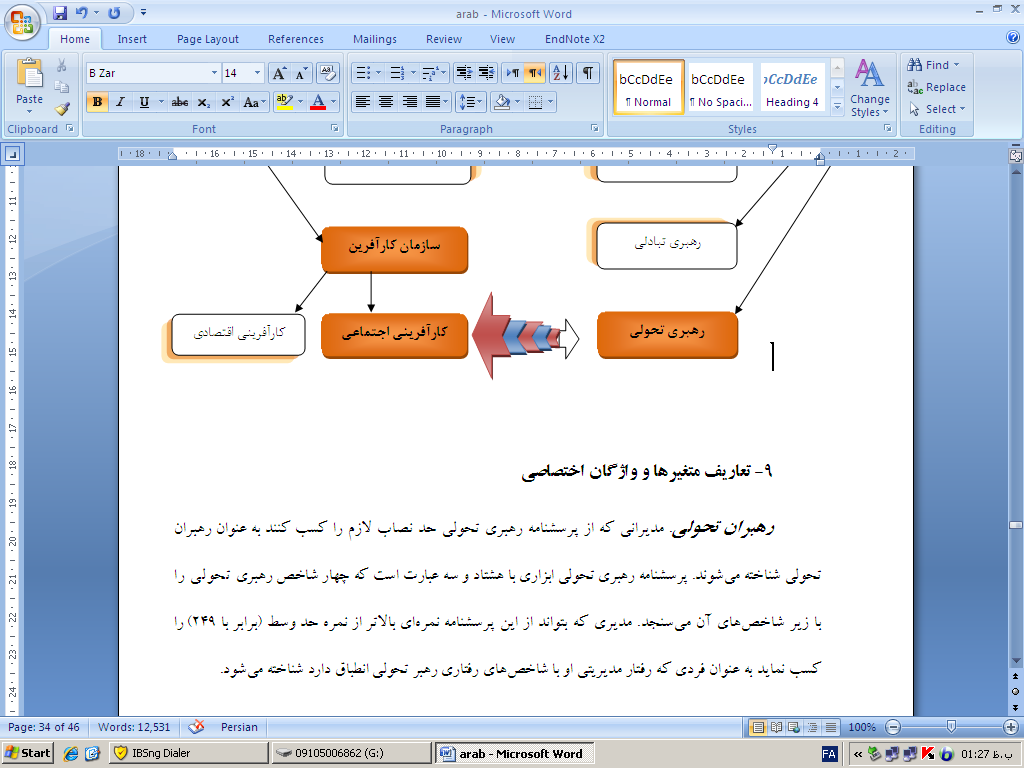 arab - Microsoft Word
Home Insert Page Layout References Mailings Review View EndNote X2
Paste
B Zar 14
Normal
No Spaci...
Heading 4
Change Styles
Find
Replace
Select
Clipboard Font Paragraph Styles Editing
رهبری تبادلی
سازمان کارآفرین
رهبری تحولی
کارآفرینی اجتماعی
کارآفرینی اقتصادی
۹- تعاریف متغیرها و واژگان اختصاصی
رهبران تحولی. مدیرانی که از پرسشنامه رهبری تحولی حد نصاب لازم را کسب کنند به عنوان رهبران
تحولی شناخته می‌شوند. پرسشنامه رهبری تحولی ابزاری با هشتاد و سه عبارت است که چهار شاخص رهبری تحولی را
با زیر شاخص‌های آن می‌سنجد. مدیری که بتواند از این پرسشنامه نمره‌ای بالاتر از نمره حد وسط (برابر با ۲۴۹) را
کسب نماید به عنوان فردی که رفتار مدیریتی او با شاخص‌های رفتاری رهبر تحولی انطباق دارد شناخته می‌شود.
Page: 34 of 46 Words: 12,531 Persian 100%
Start IBSng Dialer 09105006862 (G:) arab - Microsoft Word FA 01:27 ب.ظ